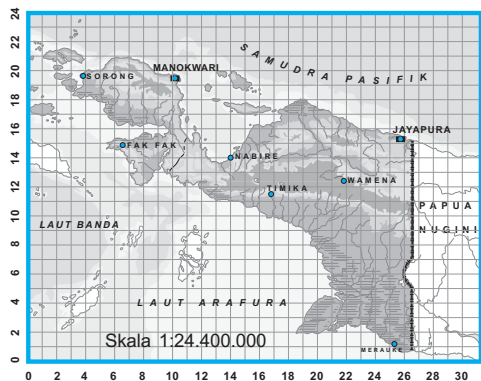 24
22
20
18
16
14
12
10
8
6
4
2
0
SAMUDRA PASIFIK
MANOKWARI
SORONG
JAYAPURA
FAK FAK
NABIRE
WAMENA
TIMIKA
PAPUA
NUGINI
LAUT BANDA
LAUT ARAFURA
Skala 1:24.400.000
MERAUKE
0 2 4 6 8 10 12 14 16 18 20 22 24 26 28 30